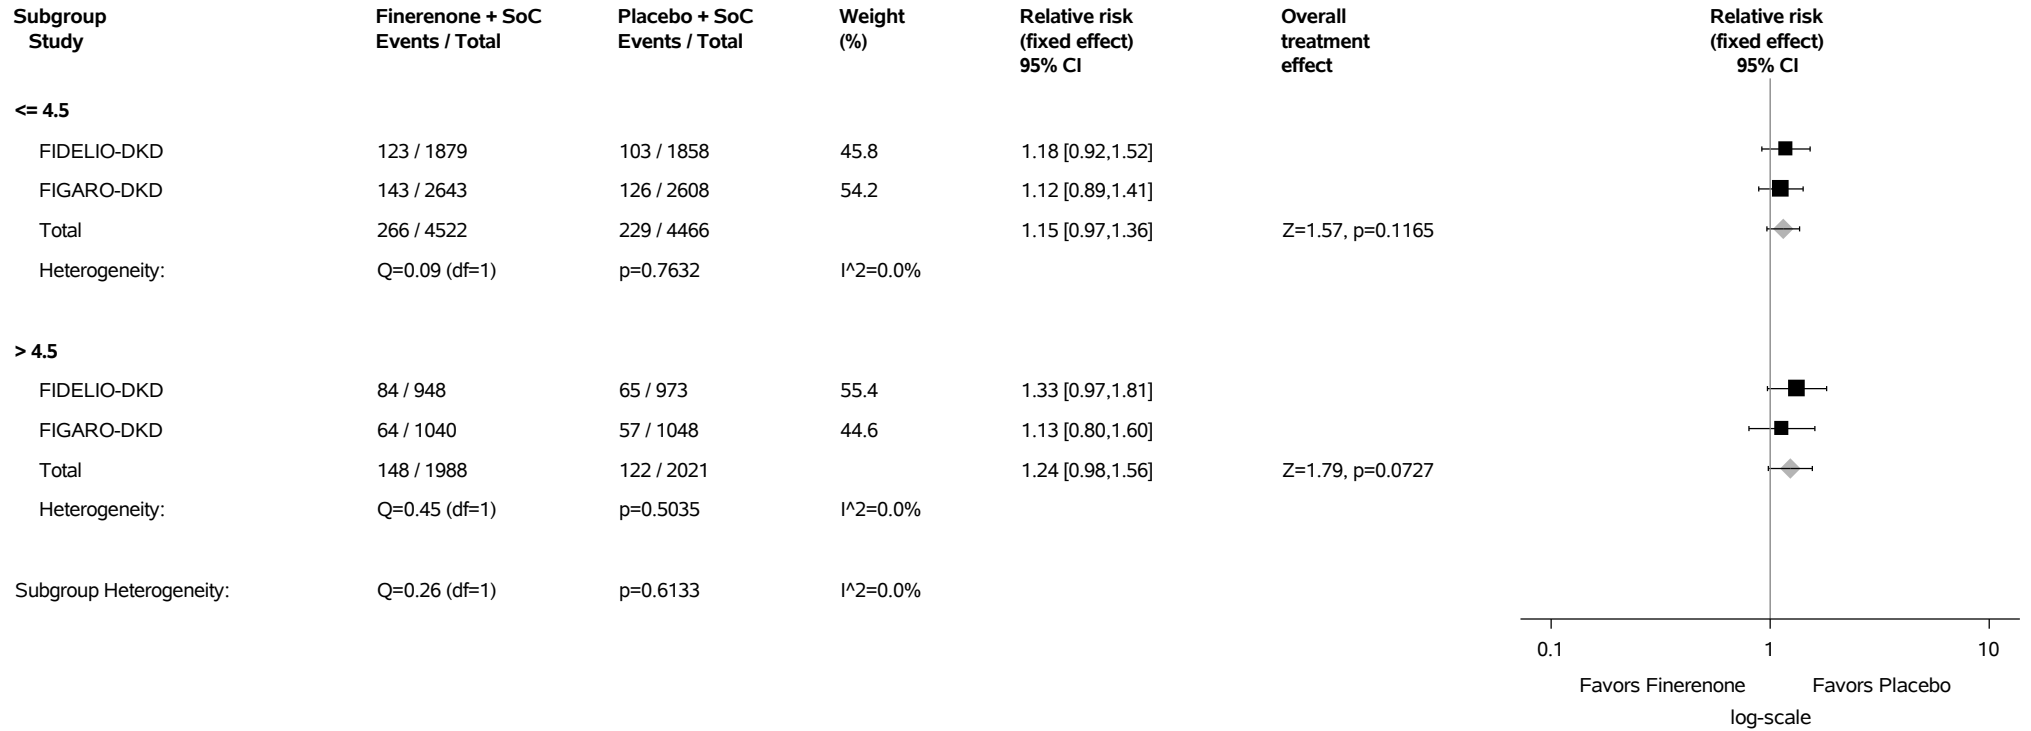 Subgroup Finerenone + SoC Placebo + SoC Weight Relative risk Overall Relative risk
Study Events / Total Events / Total (%) (fixed effect) treatment (fixed effect)
95% CI effect 95% CI
<= 4.5
FIDELIO-DKD 123 / 1879 103 / 1858 45.8 1.18 [0.92,1.52]
FIGARO-DKD 143 / 2643 126 / 2608 54.2 1.12 [0.89,1.41]
Total 266 / 4522 229 / 4466 1.15 [0.97,1.36] Z=1.57, p=0.1165
Heterogeneity: Q=0.09 (df=1) p=0.7632 I^2=0.0%
> 4.5
FIDELIO-DKD 84 / 948 65 / 973 55.4 1.33 [0.97,1.81]
FIGARO-DKD 64 / 1040 57 / 1048 44.6 1.13 [0.80,1.60]
Total 148 / 1988 122 / 2021 1.24 [0.98,1.56] Z=1.79, p=0.0727
Heterogeneity: Q=0.45 (df=1) p=0.5035 I^2=0.0%
Subgroup Heterogeneity: Q=0.26 (df=1) p=0.6133 I^2=0.0%
0.1 1 10
Favors Finerenone Favors Placebo
log-scale